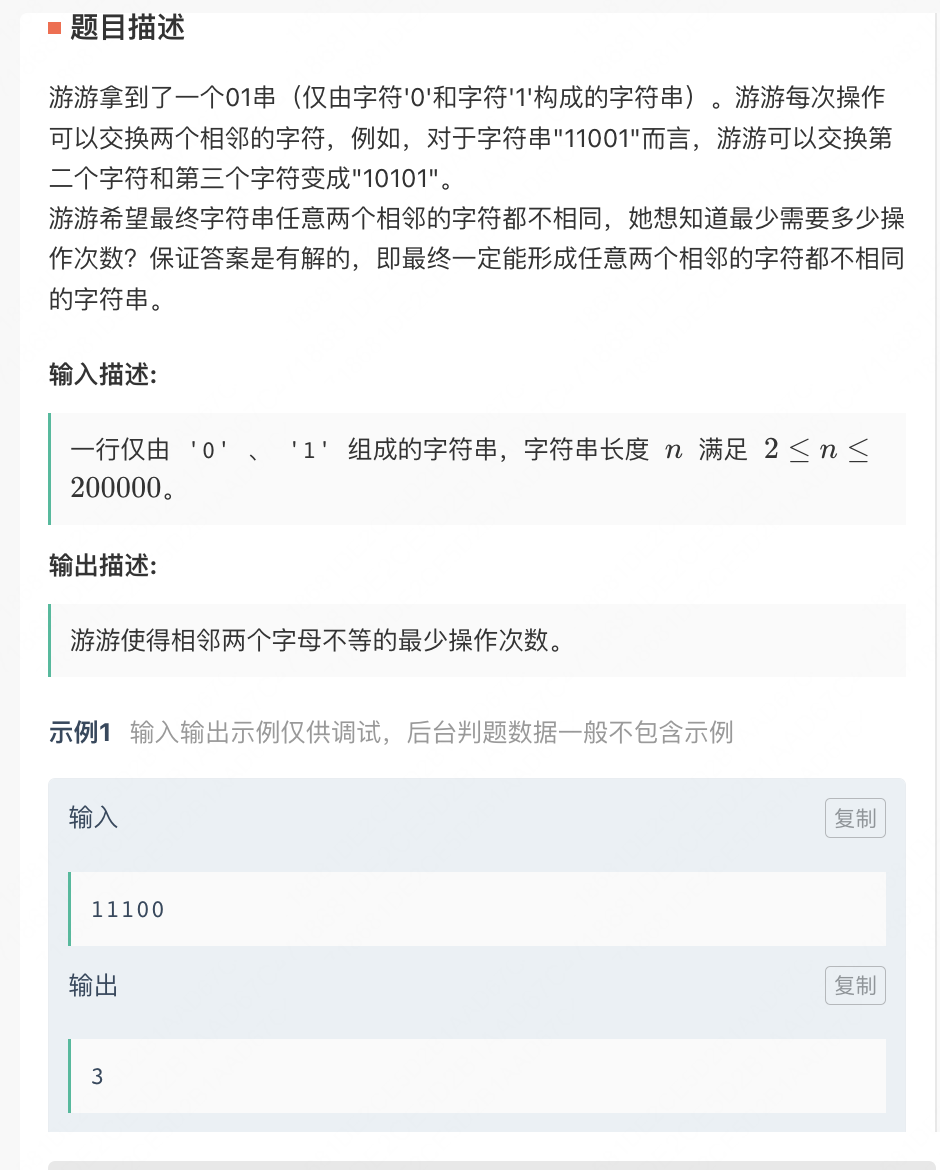 题目描述
游游拿到了一个01串（仅由字符'0'和字符'1'构成的字符串）。游游每次操作
可以交换两个相邻的字符，例如，对于字符串"11001"而言，游游可以交换第
二个字符和第三个字符变成"10101"。
游游希望最终字符串任意两个相邻的字符都不相同，她想知道最少需要多少操
作次数？保证答案是有解的，即最终一定能形成任意两个相邻的字符都不相同
的字符串。
输入描述:
一行仅由 '0' 、 '1' 组成的字符串，字符串长度 n 满足 2 ≤ n ≤
200000。
输出描述:
游游使得相邻两个字母不等的最少操作次数。
示例1 输入输出示例仅供调试，后台判题数据一般不包含示例
输入 复制
11100
输出 复制
3